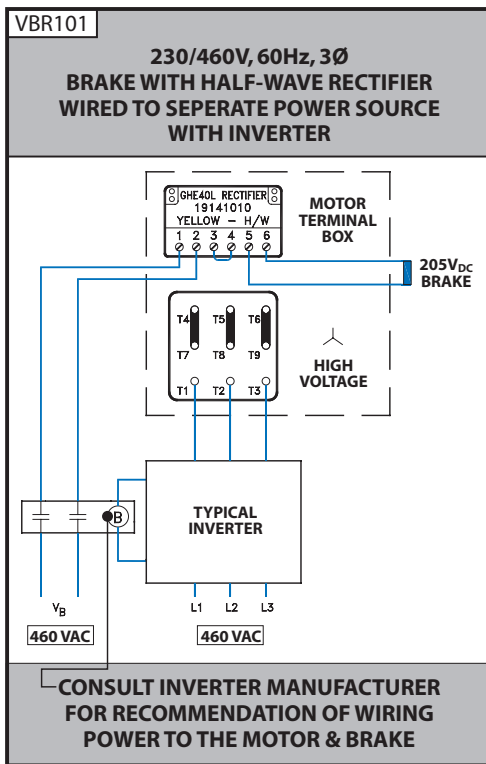 VBR101
230/460V, 60Hz, 3Ø
BRAKE WITH HALF-WAVE RECTIFIER
WIRED TO SEPERATE POWER SOURCE
WITH INVERTER
GHE40L RECTIFIER
19141010
YELLOW - H/W
1 2 3 4 5 6
MOTOR
TERMINAL
BOX
205VDC
BRAKE
T4 T5 T6
T7 T8 T9
HIGH
VOLTAGE
T1 T2 T3
TYPICAL
INVERTER
B
VB
L1 L2 L3
460 VAC
460 VAC
CONSULT INVERTER MANUFACTURER
FOR RECOMMENDATION OF WIRING
POWER TO THE MOTOR & BRAKE